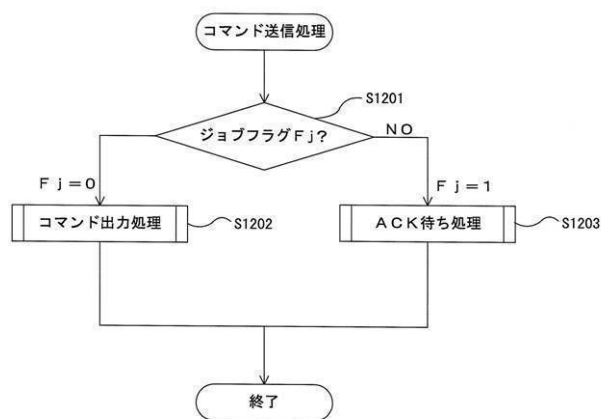 コマンド送信処理
S1201
ジョブフラグFj?
NO
Fj=0
Fj=1
コマンド出力処理
S1202
ACK待ち処理
S1203
終了